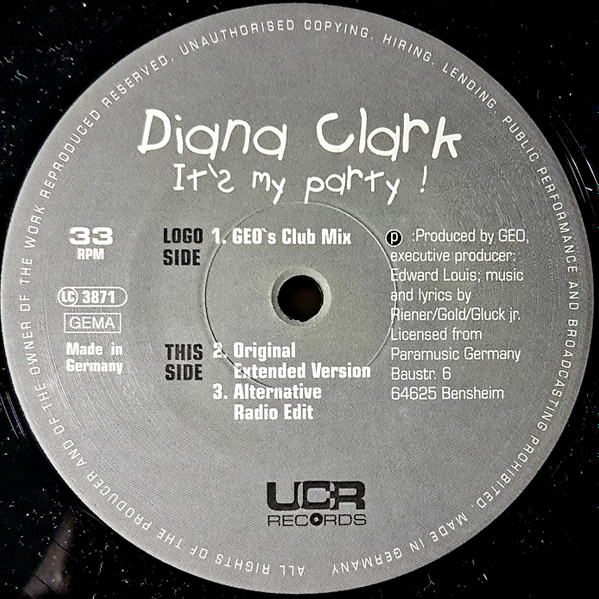 ALL RIGHTS OF THE PRODUCER AND OF THE OWNER OF THE WORK REPRODUCED RESERVED. UNAUTHORISED COPYING, HIRING, LENDING, PUBLIC PERFORMANCE AND BROADCASTING PROHIBITED. MADE IN GERMANY
Diana Clark
It`s my party !
33
RPM
LC 3871
GEMA
Made in
Germany
LOGO
SIDE
1. GEO`s Club Mix
THIS
SIDE
2. Original
Extended Version
3. Alternative
Radio Edit
℗ :Produced by GEO,
executive producer:
Edward Louis; music
and lyrics by
Riener/Gold/Gluck jr.
Licensed from
Paramusic Germany
Baustr. 6
64625 Bensheim
UCR
RECORDS